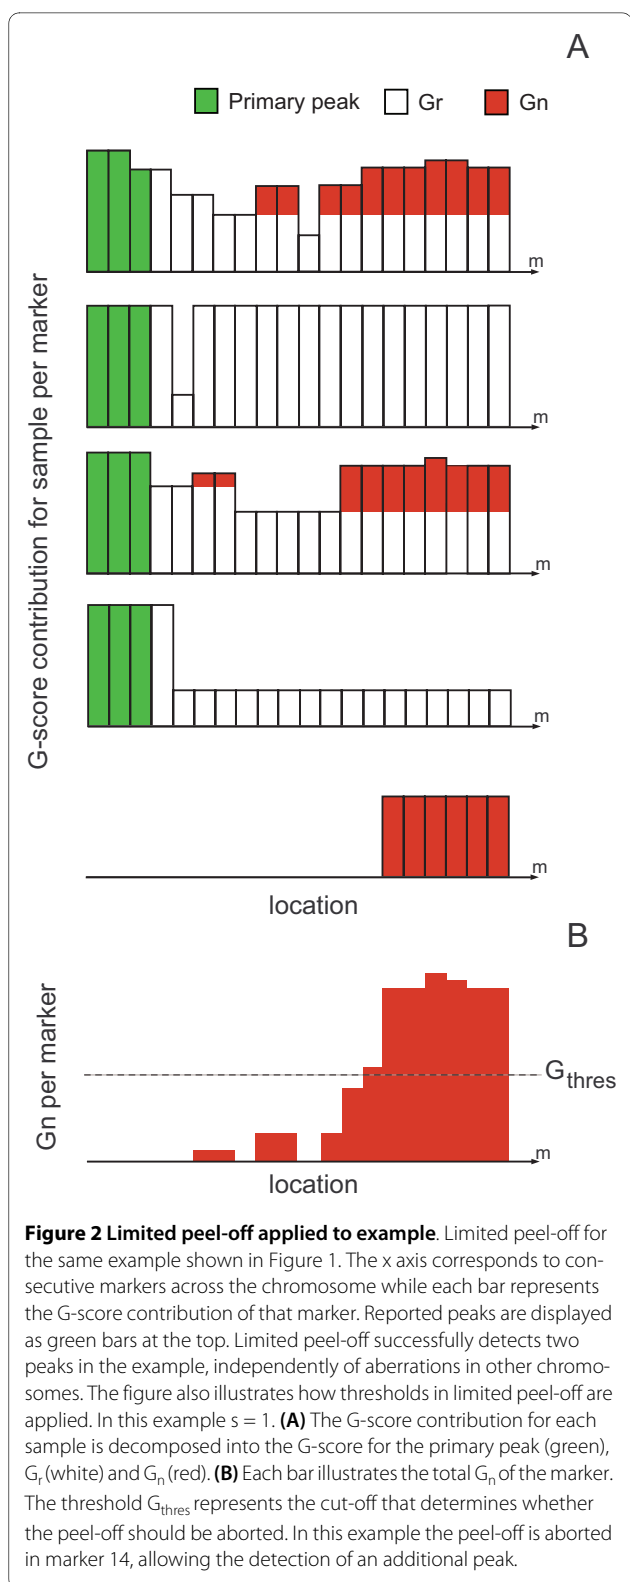 A
Primary peak
Gr
Gn
G-score contribution for sample per marker
m
m
m
m
m
location
B
Gn per marker
G thres
m
location
Figure 2 Limited peel-off applied to example. Limited peel-off for
the same example shown in Figure 1. The x axis corresponds to con-
secutive markers across the chromosome while each bar represents
the G-score contribution of that marker. Reported peaks are displayed
as green bars at the top. Limited peel-off successfully detects two
peaks in the example, independently of aberrations in other chromo-
somes. The figure also illustrates how thresholds in limited peel-off are
applied. In this example s = 1. (A) The G-score contribution for each
sample is decomposed into the G-score for the primary peak (green),
Gr (white) and Gn (red). (B) Each bar illustrates the total Gn of the marker.
The threshold Gthres represents the cut-off that determines whether
the peel-off should be aborted. In this example the peel-off is aborted
in marker 14, allowing the detection of an additional peak.